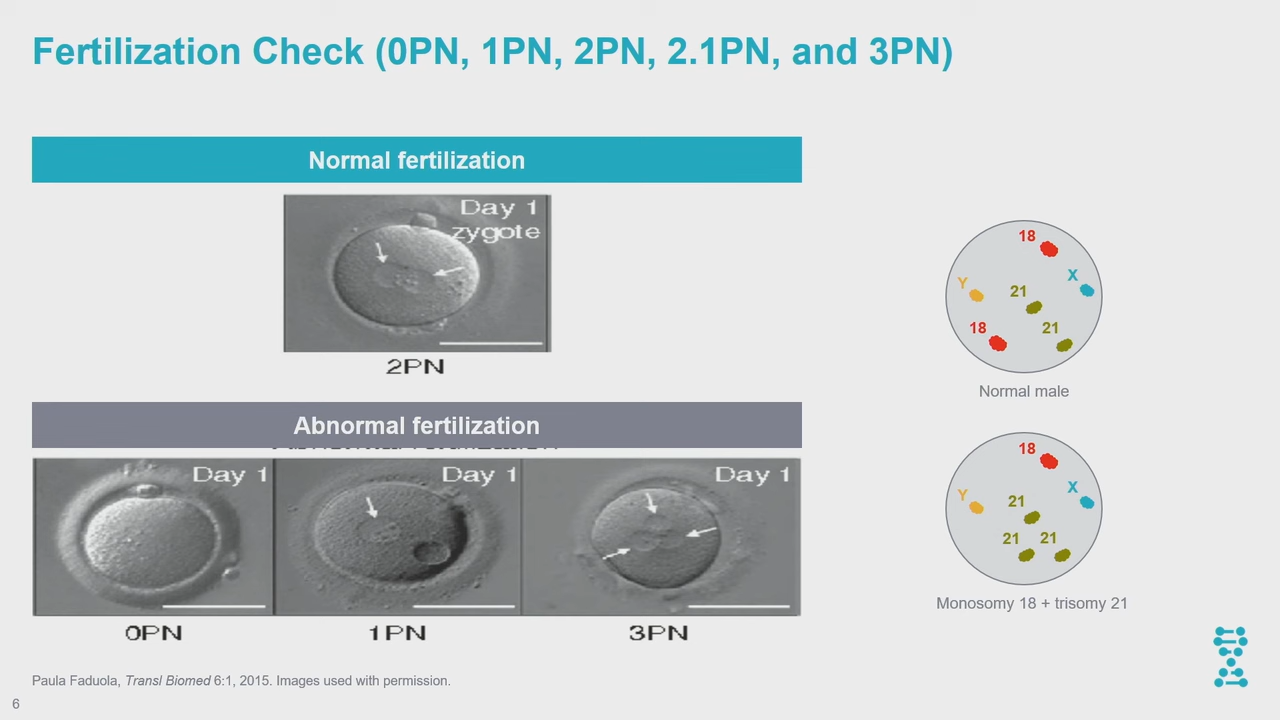 Fertilization Check (0PN, 1PN, 2PN, 2.1PN, and 3PN)
Normal fertilization
Day 1
zygote
2PN
Abnormal fertilization
Day 1
Day 1
Day 1
0PN
1PN
3PN
18
Y
X
21
18
21
Normal male
18
Y
X
21
21
21
Monosomy 18 + trisomy 21
Paula Faduola, Transl Biomed 6:1, 2015. Images used with permission.
6